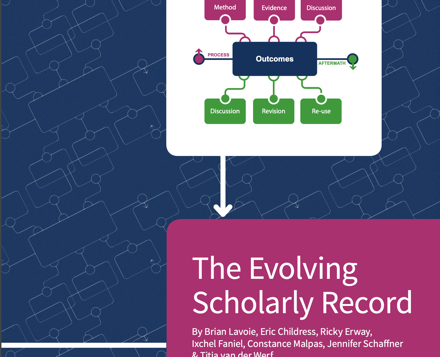 Method Evidence Discussion
PROCESS Outcomes AFTERMATH
Discussion Revision Re-use
The Evolving
Scholarly Record
By Brian Lavoie, Eric Childress, Ricky Erway,
Ixchel Faniel, Constance Malpas, Jennifer Schaffner
& Titia van der Werf